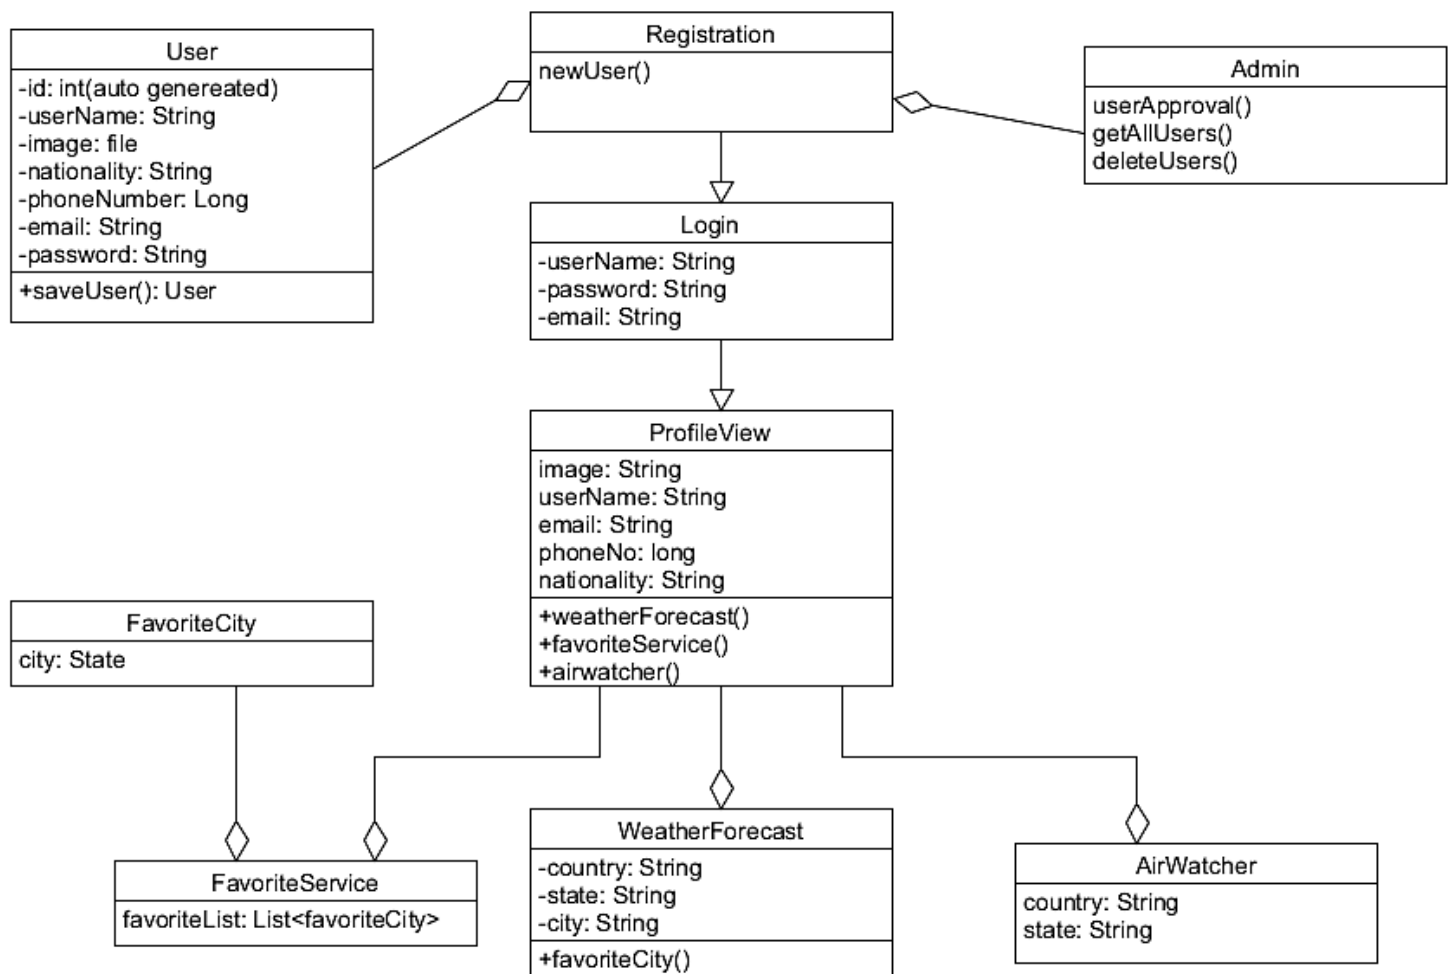 User
-id: int(auto genereated)
-userName: String
-image: file
-nationality: String
-phoneNumber: Long
-email: String
-password: String
+saveUser(): User
Registration
newUser()
Admin
userApproval()
getAllUsers()
deleteUsers()
Login
-userName: String
-password: String
-email: String
ProfileView
image: String
userName: String
email: String
phoneNo: long
nationality: String
+weatherForecast()
+favoriteService()
+airwatcher()
FavoriteCity
city: State
FavoriteService
favoriteList: List<favoriteCity>
WeatherForecast
-country: String
-state: String
-city: String
+favoriteCity()
AirWatcher
country: String
state: String